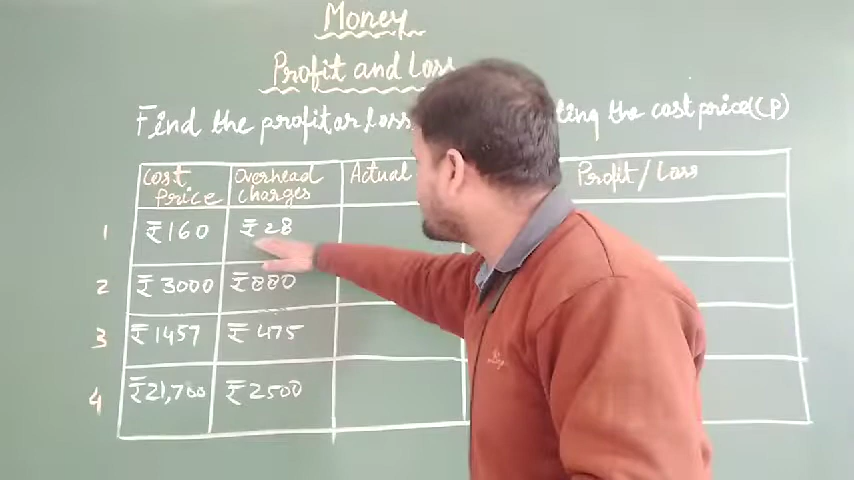 Money
Profit and Loss
Find the profit or loss ting the cost price(CP)
Cost Price Overhead Charges Actual Profit/Loss
1 ₹160 ₹28
2 ₹3000 ₹880
3 ₹1457 ₹475
4 ₹21,700 ₹2500